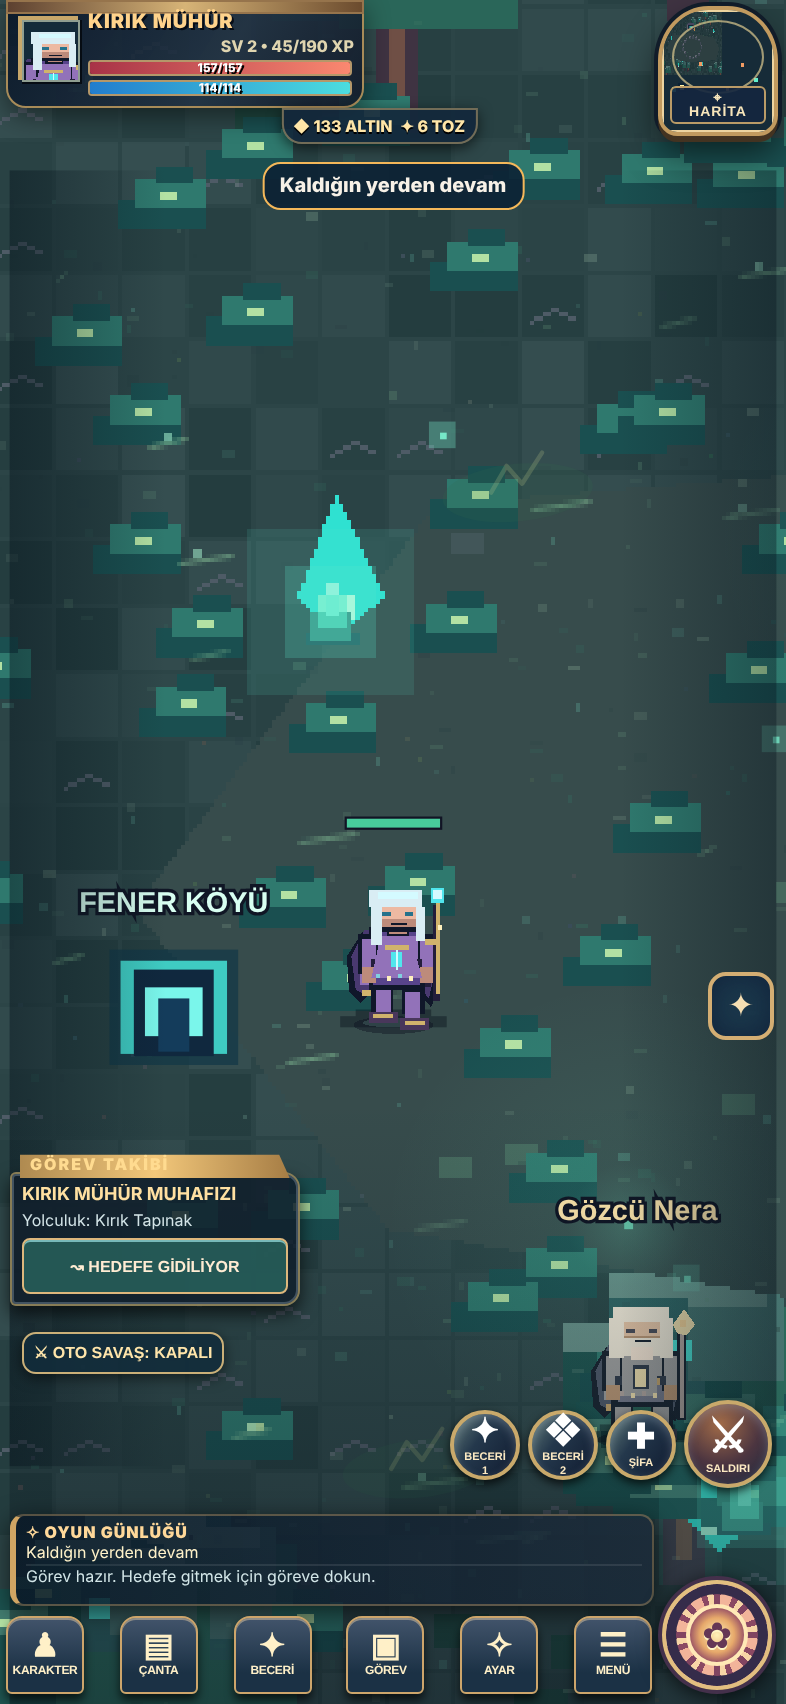 KIRIK MÜHÜR
SV 2 • 45/190 XP
157/157
114/114
◆ 133 ALTIN ✦ 6 TOZ
HARİTA
Kaldığın yerden devam
FENER KÖYÜ
GÖREV TAKİBİ
KIRIK MÜHÜR MUHAFIZI
Yolculuk: Kırık Tapınak
↝ HEDEFE GİDİLİYOR
Gözcü Nera
⚔ OTO SAVAŞ: KAPALI
BECERİ
1
BECERİ
2
ŞİFA
SALDIRI
✧ OYUN GÜNLÜĞÜ
Kaldığın yerden devam
Görev hazır. Hedefe gitmek için göreve dokun.
KARAKTER
ÇANTA
BECERİ
GÖREV
AYAR
MENÜ